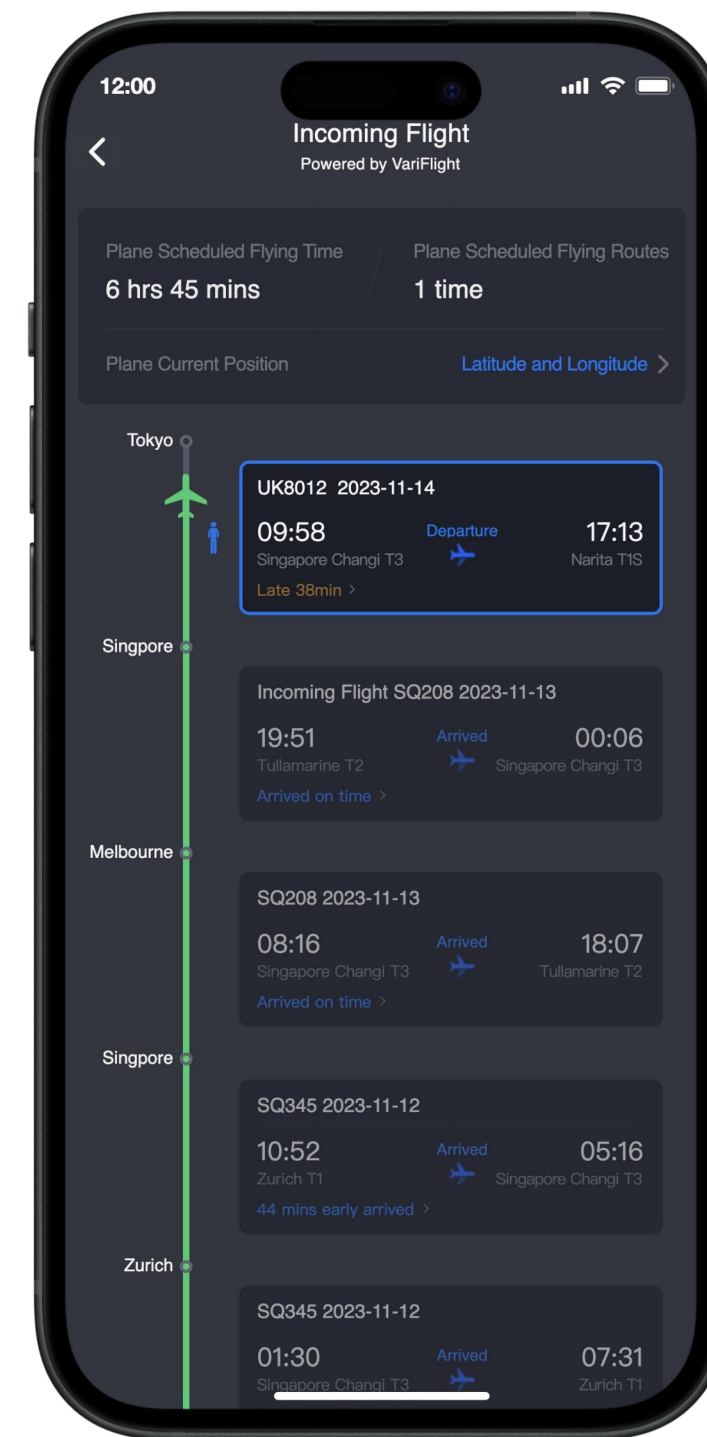 12:00
Incoming Flight
Powered by VariFlight
Plane Scheduled Flying Time
Plane Scheduled Flying Routes
6 hrs 45 mins
1 time
Plane Current Position
Latitude and Longitude
Tokyo
UK8012 2023-11-14
09:58
Departure
17:13
Singapore Changi T3
Narita T1S
Late 38min
Singpore
Incoming Flight SQ208 2023-11-13
19:51
Arrived
00:06
Tullamarine T2
Singapore Changi T3
Arrived on time
Melbourne
SQ208 2023-11-13
08:16
Arrived
18:07
Singapore Changi T3
Tullamarine T2
Arrived on time
Singpore
SQ345 2023-11-12
10:52
Arrived
05:16
Zurich T1
Singapore Changi T3
44 mins early arrived
Zurich
SQ345 2023-11-12
01:30
Arrived
07:31
Singapore Changi T3
Zurich T1